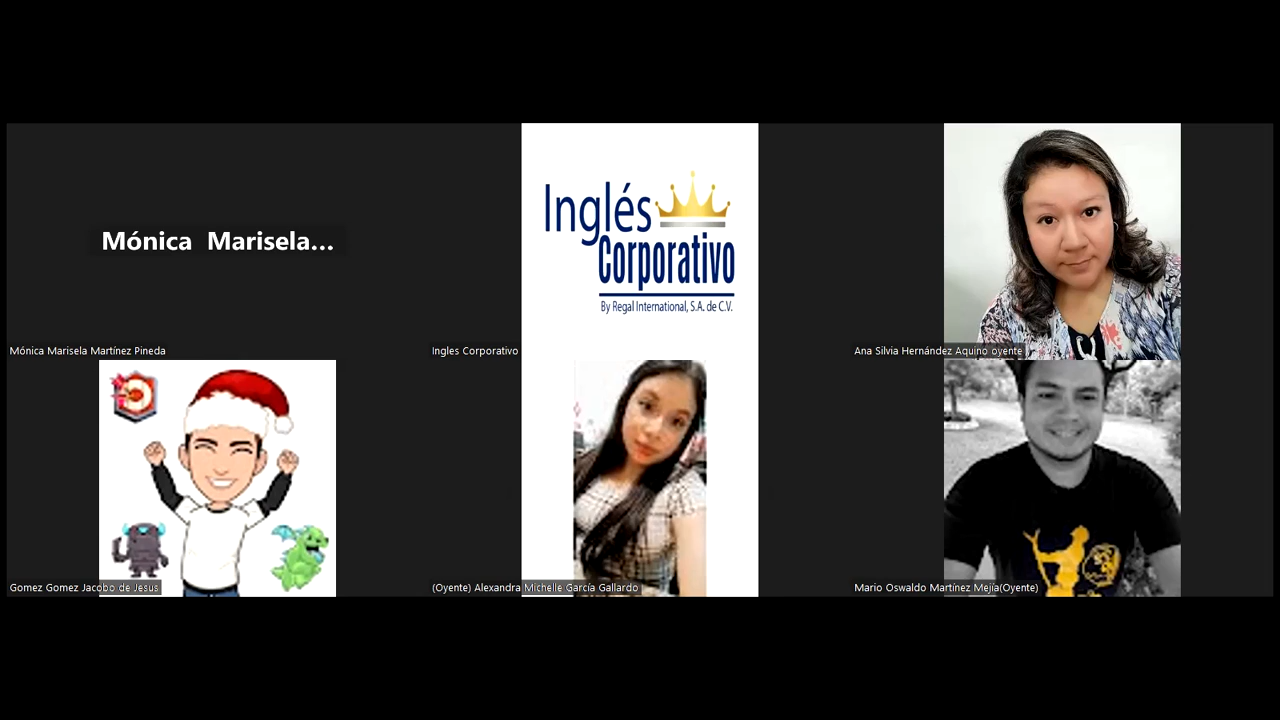 Mónica Marisela...
Mónica Marisela Martínez Pineda
Inglés
Corporativo
By Regal International, S.A. de C.V.
Ingles Corporativo
Ana Silvia Hernández Aquino oyente
Gomez Gomez Jacobo de Jesus
(Oyente) Alexandra Michelle García Gallardo
Mario Oswaldo Martínez Mejía(Oyente)